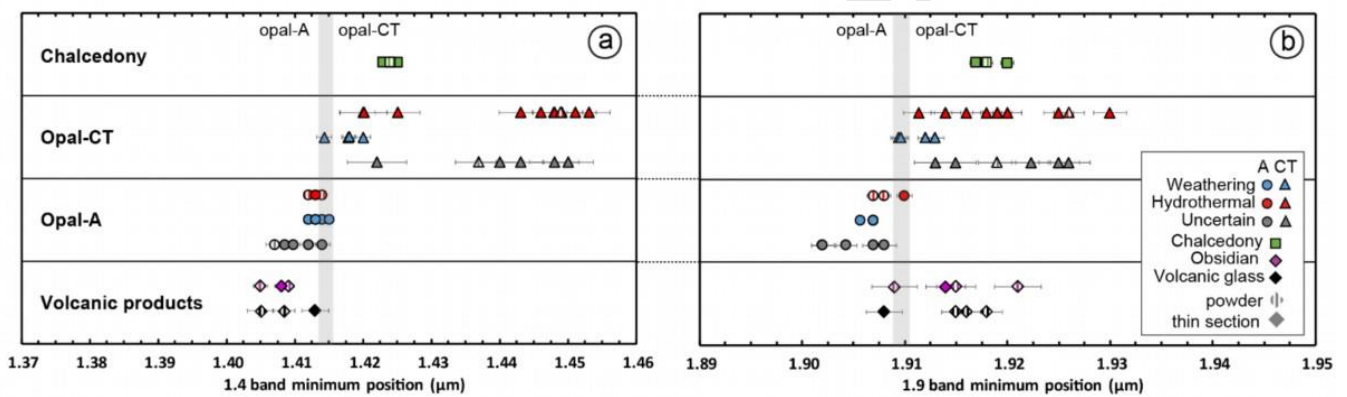 opal-A opal-CT a
Chalcedony
Opal-CT
Opal-A
Volcanic products
1.37 1.38 1.39 1.40 1.41 1.42 1.43 1.44 1.45 1.46
1.4 band minimum position (μm)
opal-A opal-CT b
A CT
Weathering
Hydrothermal
Uncertain
Chalcedony
Obsidian
Volcanic glass
powder
thin section
1.89 1.90 1.91 1.92 1.93 1.94 1.95
1.9 band minimum position (μm)